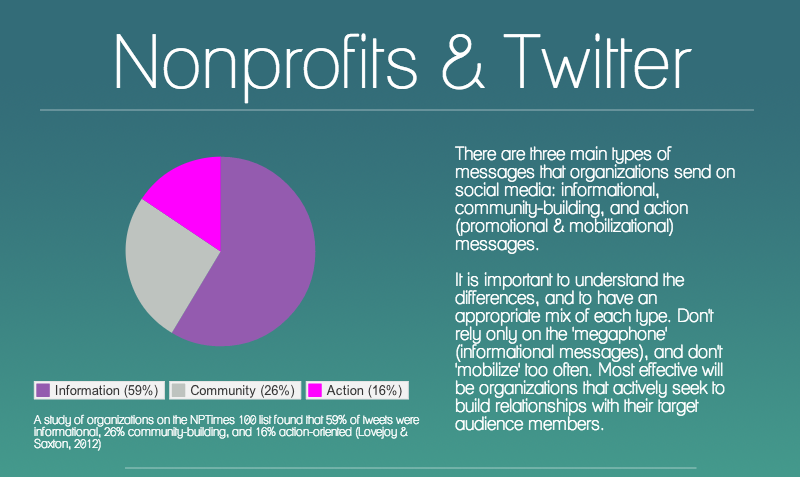 Nonprofits & Twitter
There are three main types of
messages that organizations send on
social media: informational,
community-building, and action
(promotional & mobilizational)
messages.
It is important to understand the
differences, and to have an
appropriate mix of each type. Don't
rely only on the 'megaphone'
(informational messages), and don't
'mobilize' too often. Most effective will
be organizations that actively seek to
build relationships with their target
audience members.
Information (59%) Community (26%) Action (16%)
A study of organizations on the NPTimes 100 list found that 59% of tweets were
informational, 26% community-building, and 16% action-oriented (Lovejoy &
Saxton, 2012)